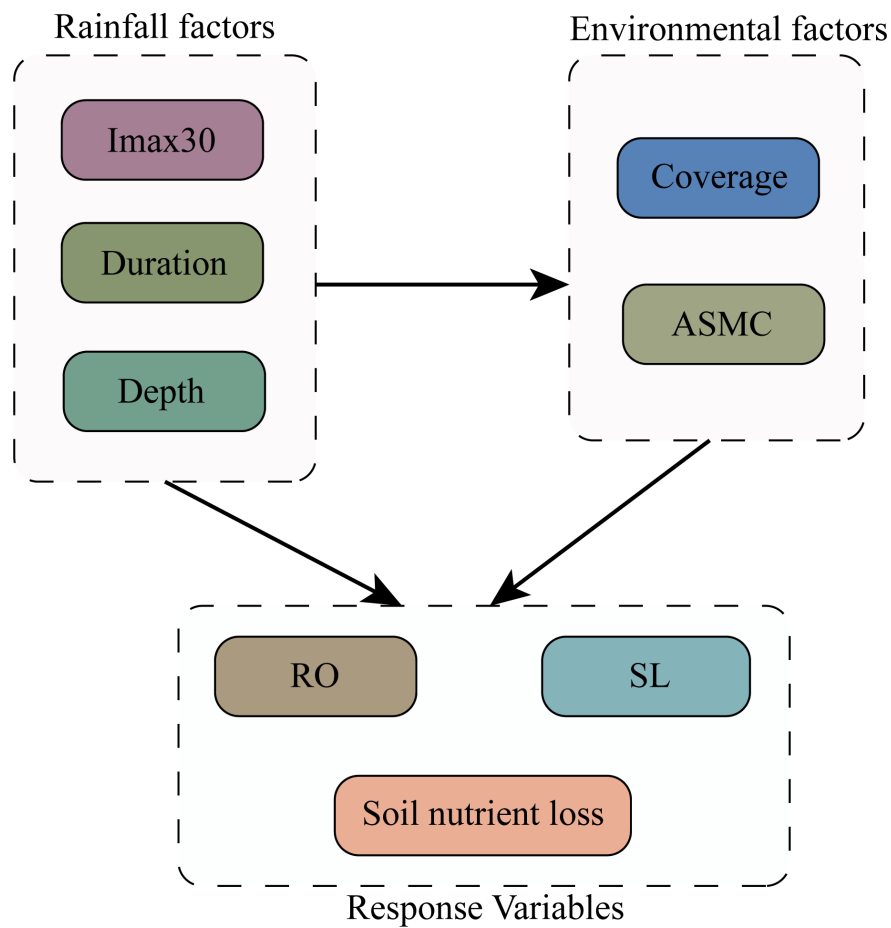 Rainfall factors
Imax30
Duration
Depth
Environmental factors
Coverage
ASMC
RO
SL
Soil nutrient loss
Response Variables